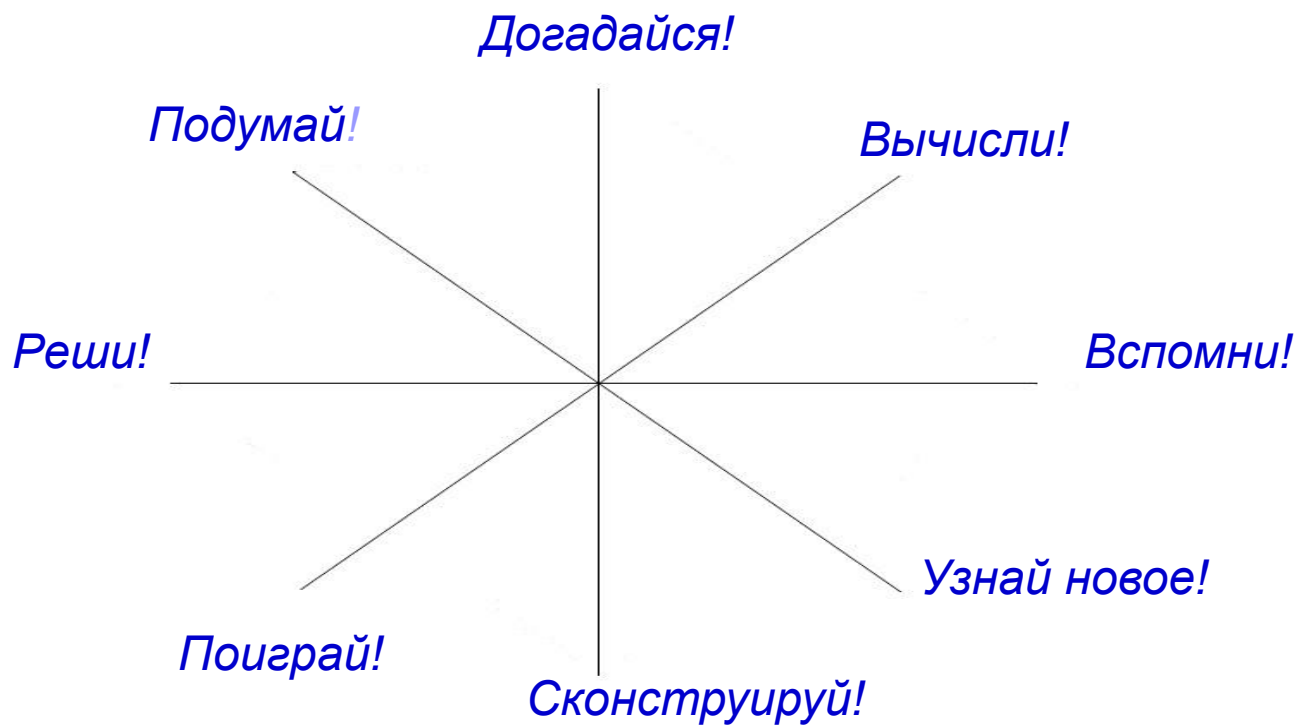 Догадайся!
Подумай!
Вычисли!
Реши!
Вспомни!
Узнай новое!
Поиграй!
Сконструируй!